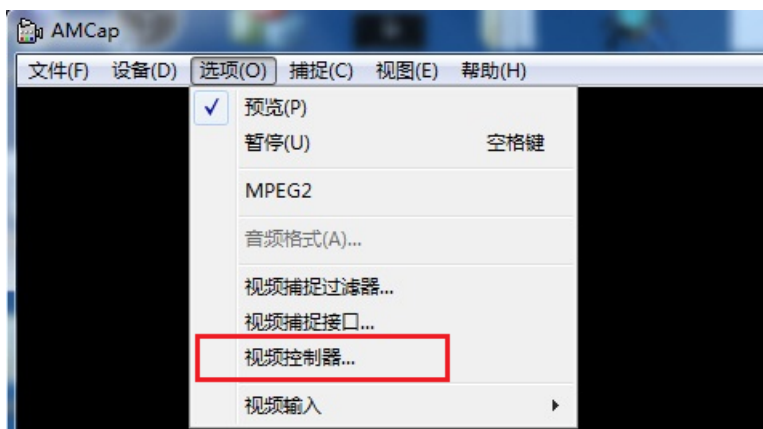 AMCap
文件(F) 设备(D) 选项(O) 捕捉(C) 视图(E) 帮助(H)
预览(P)
暂停(U) 空格键
MPEG2
音频格式(A)...
视频捕捉过滤器...
视频捕捉接口...
视频控制器...
视频输入